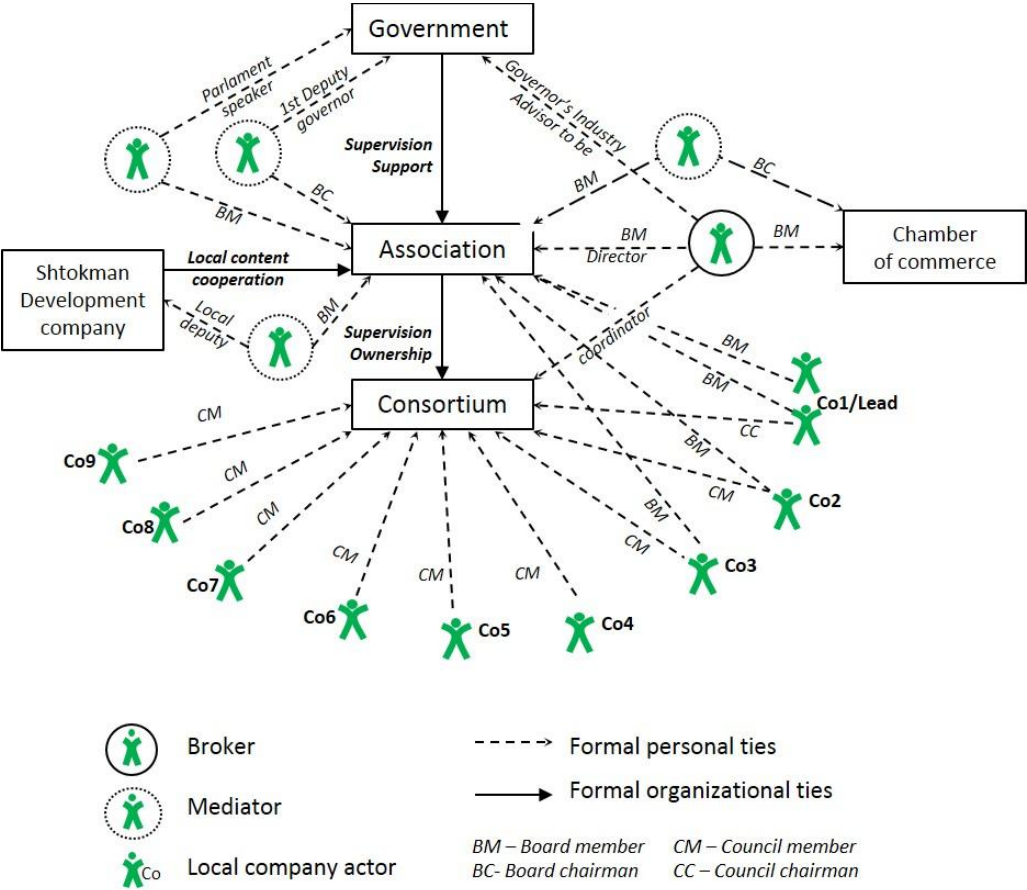 Government
Parlament
speaker
1st Deputy
governor
Governor's Industry
Advisor to be
Supervision
Support
BM
BC
BM
BC
BM
Director
BM
Association
Chamber
of commerce
Shtokman
Development
company
Local content
cooperation
Local
deputy
BM
Supervision
Ownership
coordinator
BM
BM
Co1/Lead
CC
Consortium
CM
Co9
CM
Co8
CM
Co7
CM
Co6
CM
Co5
CM
Co4
BM
CM
Co3
BM
CM
Co2
Broker
Formal personal ties
Mediator
Formal organizational ties
Co
Local company actor
BM – Board member
CM – Council member
BC- Board chairman
CC – Council chairman